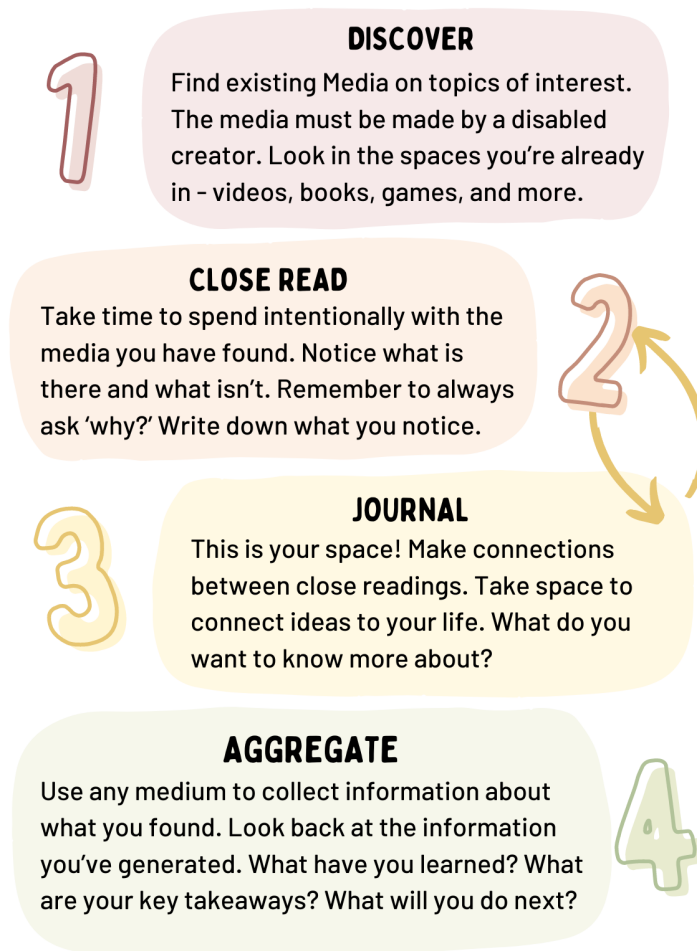 1
DISCOVER
Find existing Media on topics of interest.
The media must be made by a disabled
creator. Look in the spaces you're already
in - videos, books, games, and more.
CLOSE READ
Take time to spend intentionally with the
media you have found. Notice what is
there and what isn't. Remember to always
ask ‘why?’ Write down what you notice.
2
3
JOURNAL
This is your space! Make connections
between close readings. Take space to
connect ideas to your life. What do you
want to know more about?
AGGREGATE
Use any medium to collect information about
what you found. Look back at the information
you've generated. What have you learned? What
are your key takeaways? What will you do next?
4